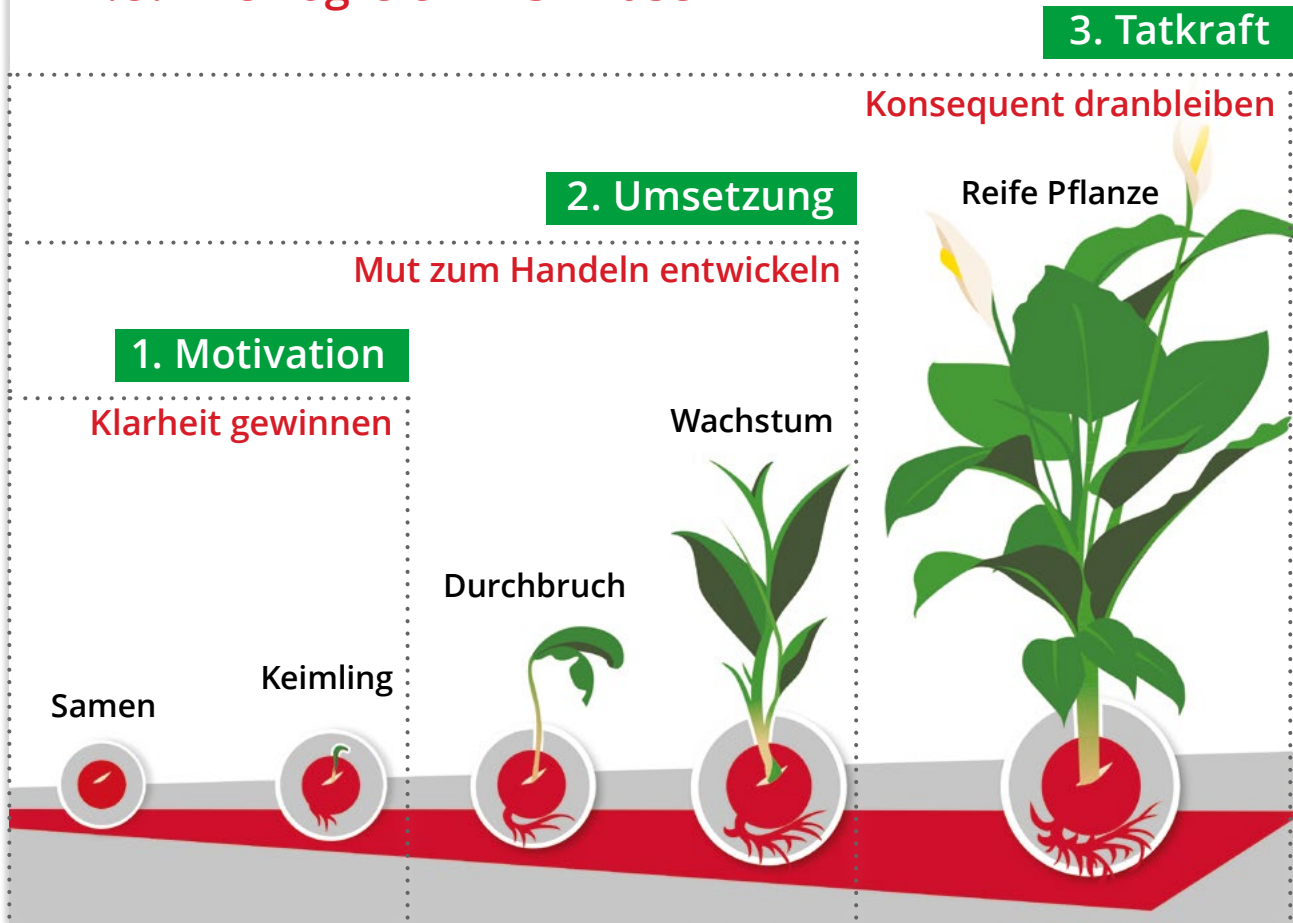 3. Tatkraft
Konsequent dranbleiben
Reife Pflanze
2. Umsetzung
Mut zum Handeln entwickeln
1. Motivation
Klarheit gewinnen
Wachstum
Durchbruch
Keimling
Samen